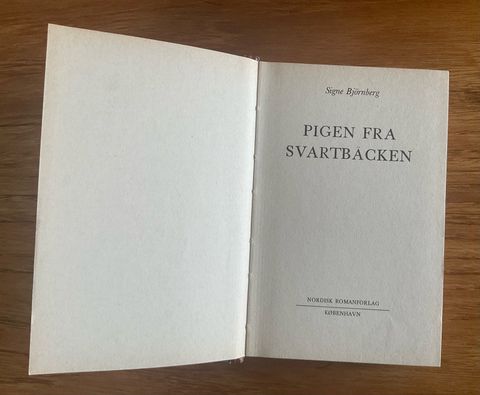 Signe Björnberg
PIGEN FRA
SVARTBÄCKEN
NORDISK ROMANFORLAG
KØBENHAVN